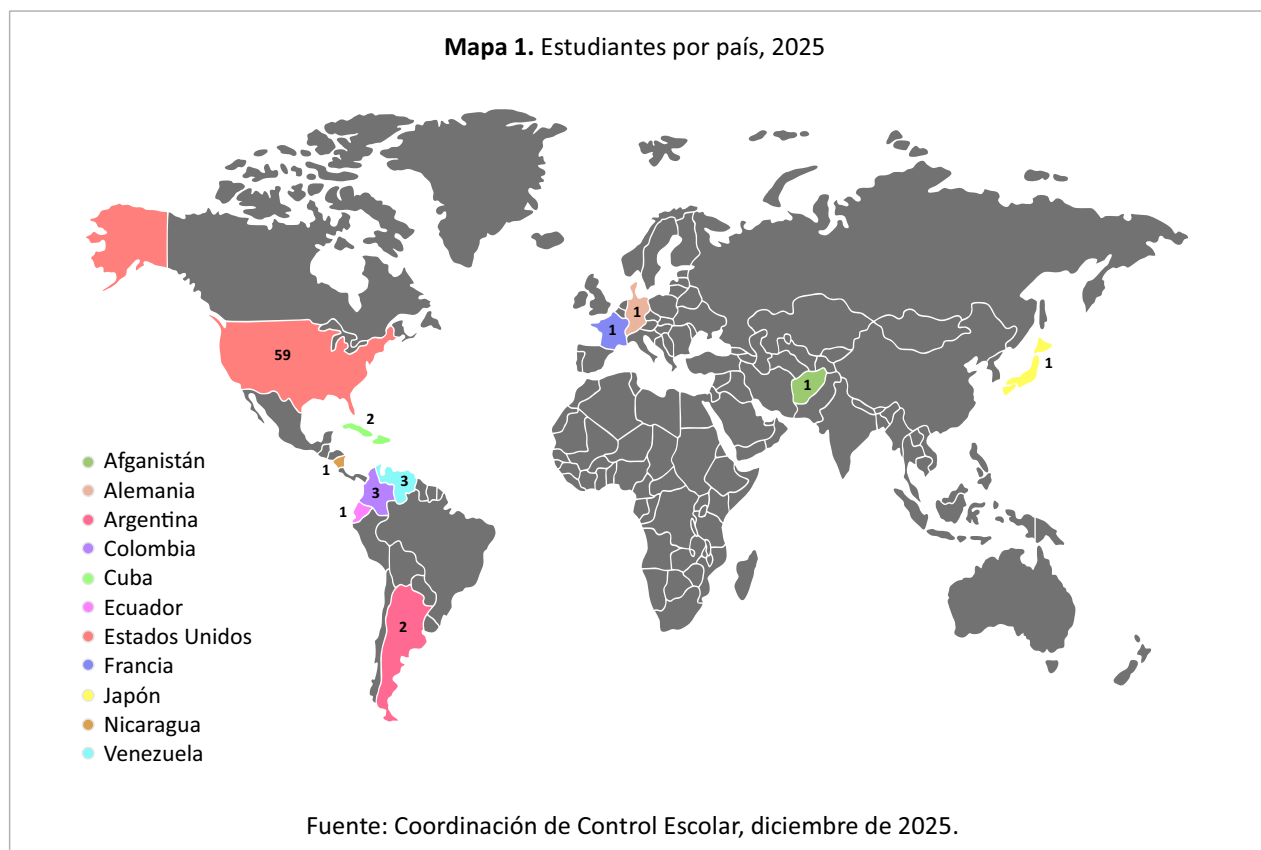 Mapa 1. Estudiantes por país, 2025
59
1
1
1
1
2
1
3
3
1
2
Afganistán
Alemania
Argentina
Colombia
Cuba
Ecuador
Estados Unidos
Francia
Japón
Nicaragua
Venezuela
Fuente: Coordinación de Control Escolar, diciembre de 2025.